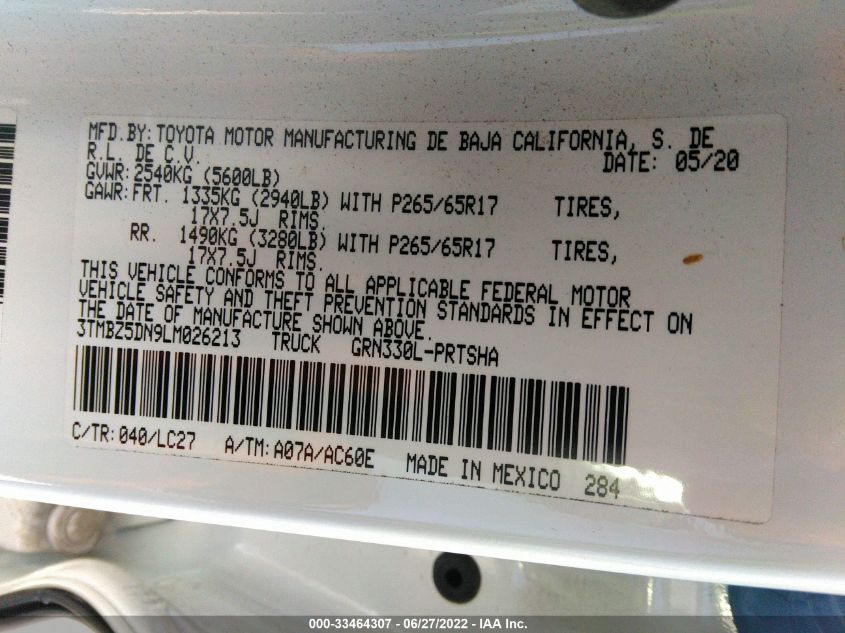 MFD.BY:TOYOTA MOTOR MANUFACTURING DE BAJA CALIFORNIA, S. DE
R.L. DE C.V. DATE: 05/20
GVWR:2540KG (5600LB)
GAWR:FRT. 1335KG (2940LB) WITH P265/65R17 TIRES,
17X7.5J RIMS.
RR. 1490KG (3280LB) WITH P265/65R17 TIRES,
17X7.5J RIMS.
THIS VEHICLE CONFORMS TO ALL APPLICABLE FEDERAL MOTOR
VEHICLE SAFETY AND THEFT PREVENTION STANDARDS IN EFFECT ON
THE DATE OF MANUFACTURE SHOWN ABOVE.
3TMBZ5DN9LM026213 TRUCK GRN330L-PRTSHA
C/TR:040/LC27 A/TM:A07A/AC60E MADE IN MEXICO 284
000-33464307 - 06/27/2022 - IAA Inc.